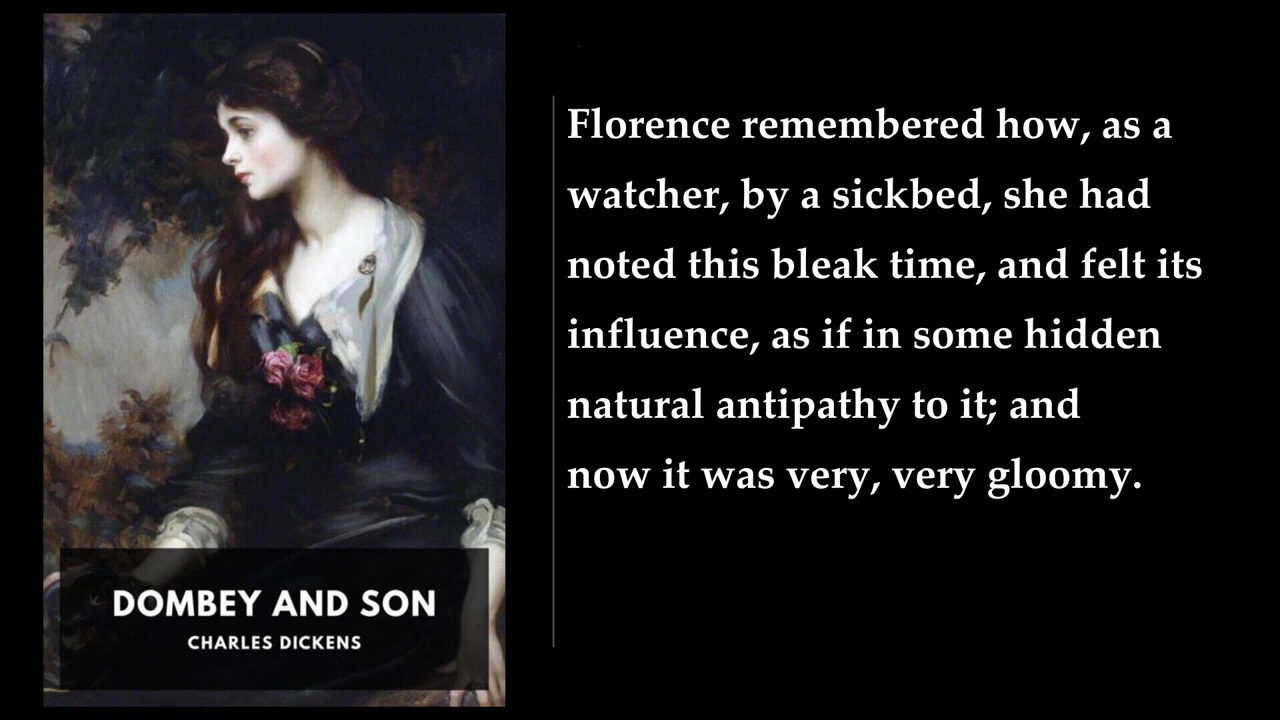 Florence remembered how, as a
watcher, by a sickbed, she had
noted this bleak time, and felt its
influence, as if in some hidden
natural antipathy to it; and
now it was very, very gloomy.
DOMBEY AND SON
CHARLES DICKENS